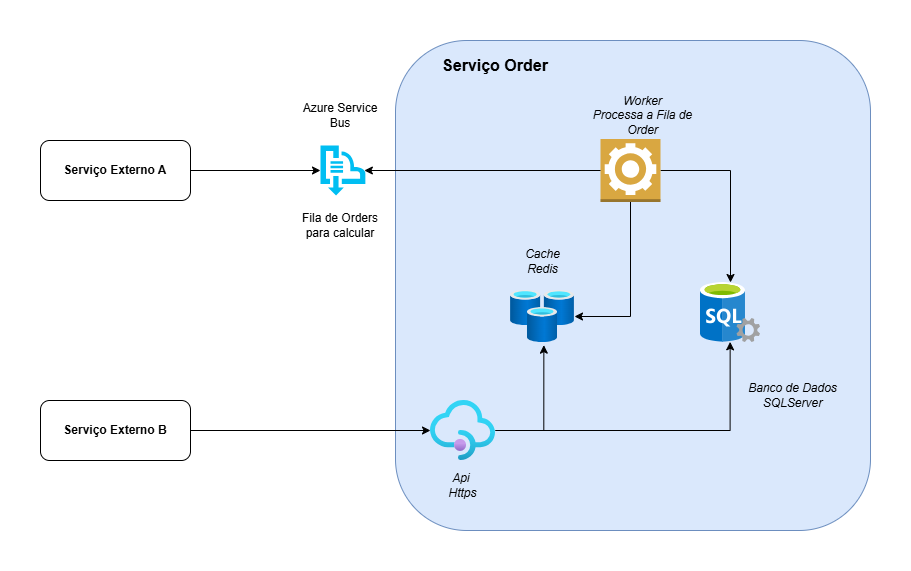 Serviço Order
Azure Service
Bus
Worker
Processa a Fila de
Order
Serviço Externo A
Fila de Orders
para calcular
Cache
Redis
SQL
Banco de Dados
SQLServer
Serviço Externo B
Api
Https